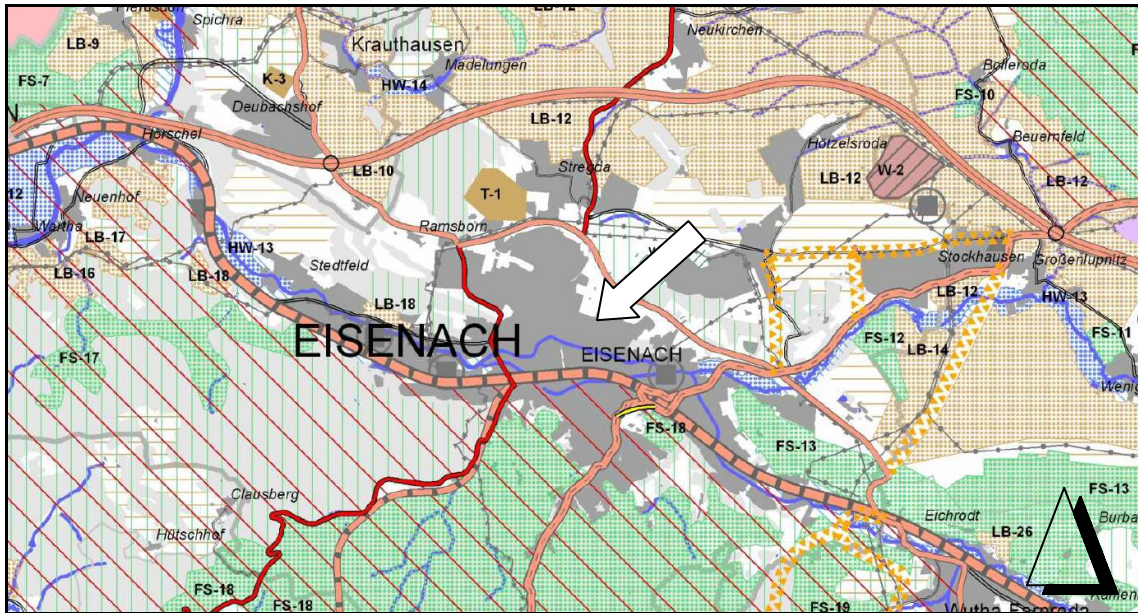 Spichra
LB-9
Krauthausen
Neukirchen
LB-12
FS-7
K-3
Madelungen
HW-14
Bolleroda
FS-10
Deubachshof
Hörschel
LB-12
Hötzelsroda
Beuernfeld
LB-10
Stregda
LB-12
W-2
LB-12
12
Neuenhof
T-1
Wartha
LB-17
Ramsborn
HW-13
Stockhausen
Großenlupnitz
LB-16
LB-18
Stedtfeld
LB-12
HW-13
LB-18
EISENACH
EISENACH
FS-12
LB-14
FS-11
FS-17
FS-18
FS-13
Clausberg
FS-13
Hütschhof
Eichrodt
LB-26
FS-18
FS-18
FS-19